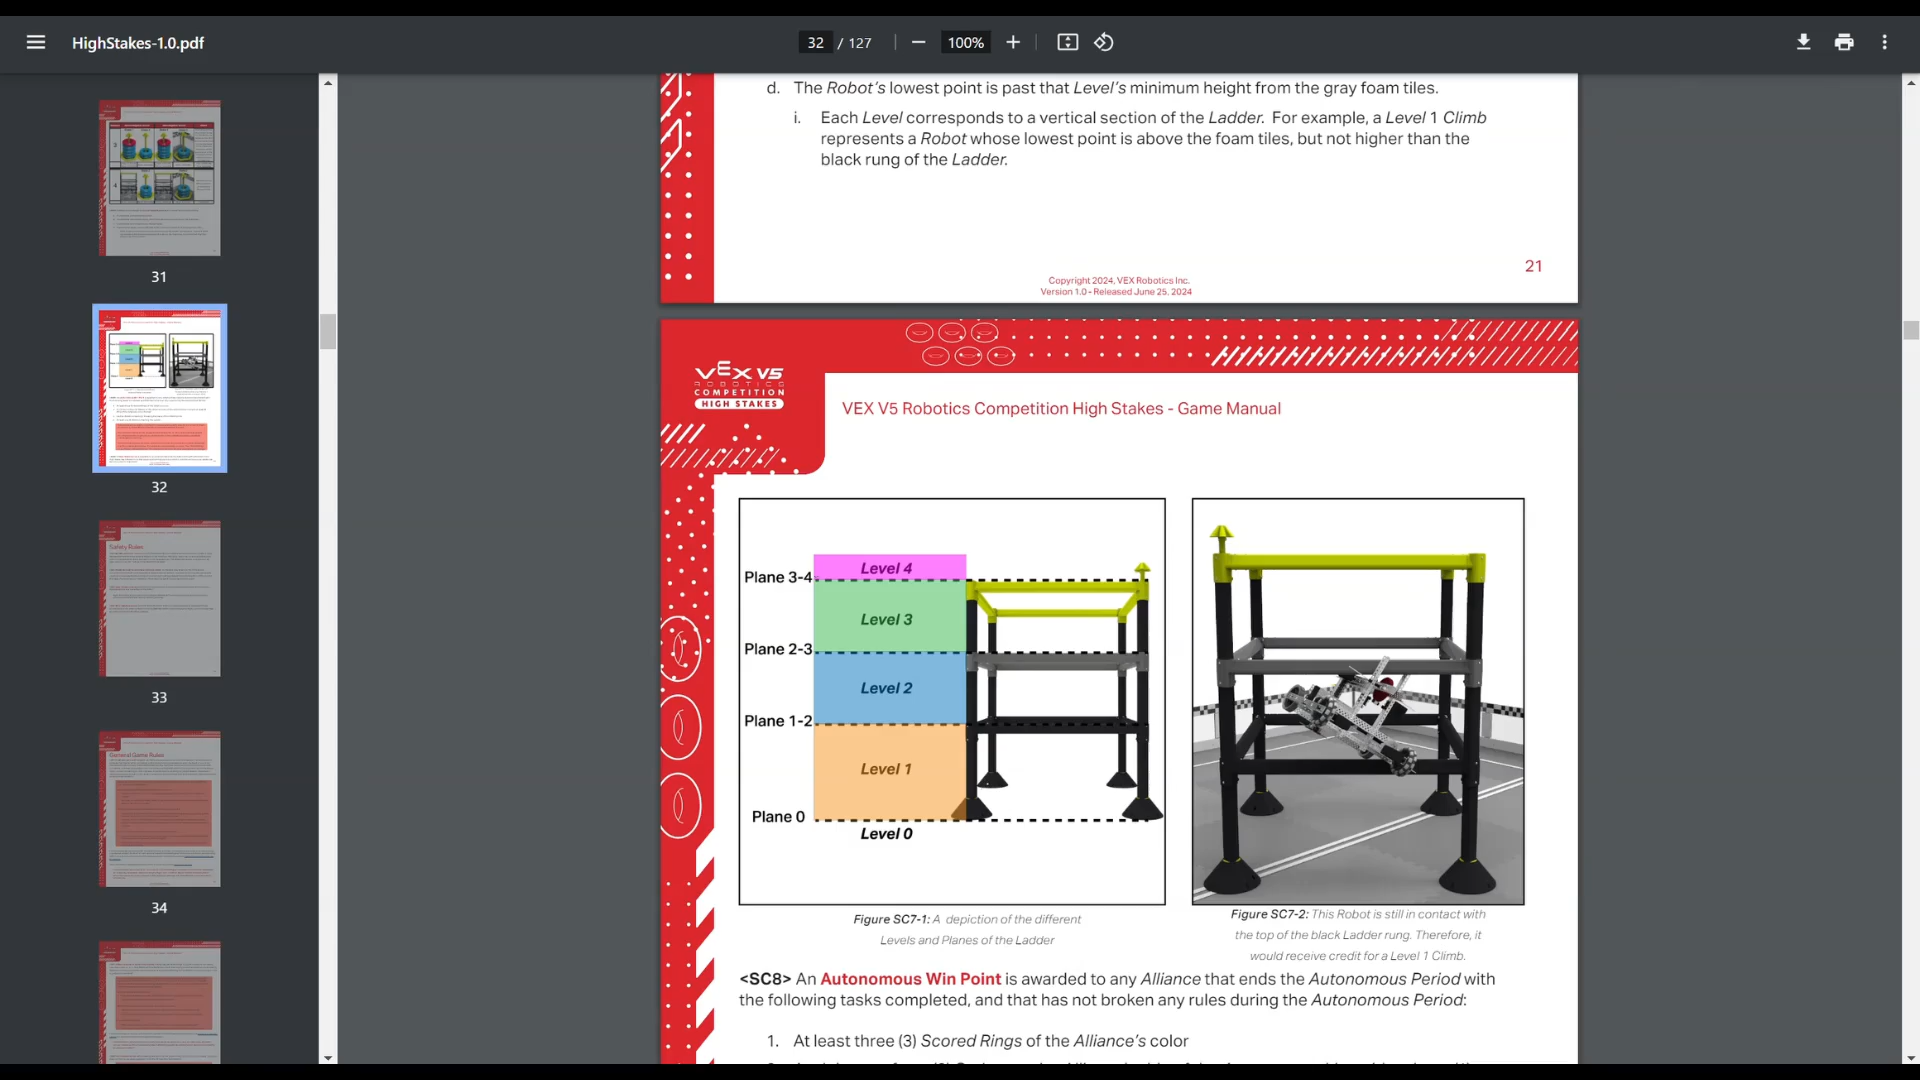 HighStakes-1.0.pdf
32 / 127
100%
31
32
33
34
d. The Robot's lowest point is past that Level's minimum height from the gray foam tiles.
i. Each Level corresponds to a vertical section of the Ladder. For example, a Level 1 Climb
represents a Robot whose lowest point is above the foam tiles, but not higher than the
black rung of the Ladder.
21
Copyright 2024, VEX Robotics Inc.
Version 1.0 - Released June 25, 2024
VEX V5
ROBOTICS
COMPETITION
HIGH STAKES
VEX V5 Robotics Competition High Stakes - Game Manual
Level 4
Plane 3-4
Level 3
Plane 2-3
Level 2
Plane 1-2
Level 1
Plane 0
Level 0
Figure SC7-1: A depiction of the different
Levels and Planes of the Ladder
Figure SC7-2: This Robot is still in contact with
the top of the black Ladder rung. Therefore, it
would receive credit for a Level 1 Climb.
<SC8> An Autonomous Win Point is awarded to any Alliance that ends the Autonomous Period with
the following tasks completed, and that has not broken any rules during the Autonomous Period:
1. At least three (3) Scored Rings of the Alliance's color